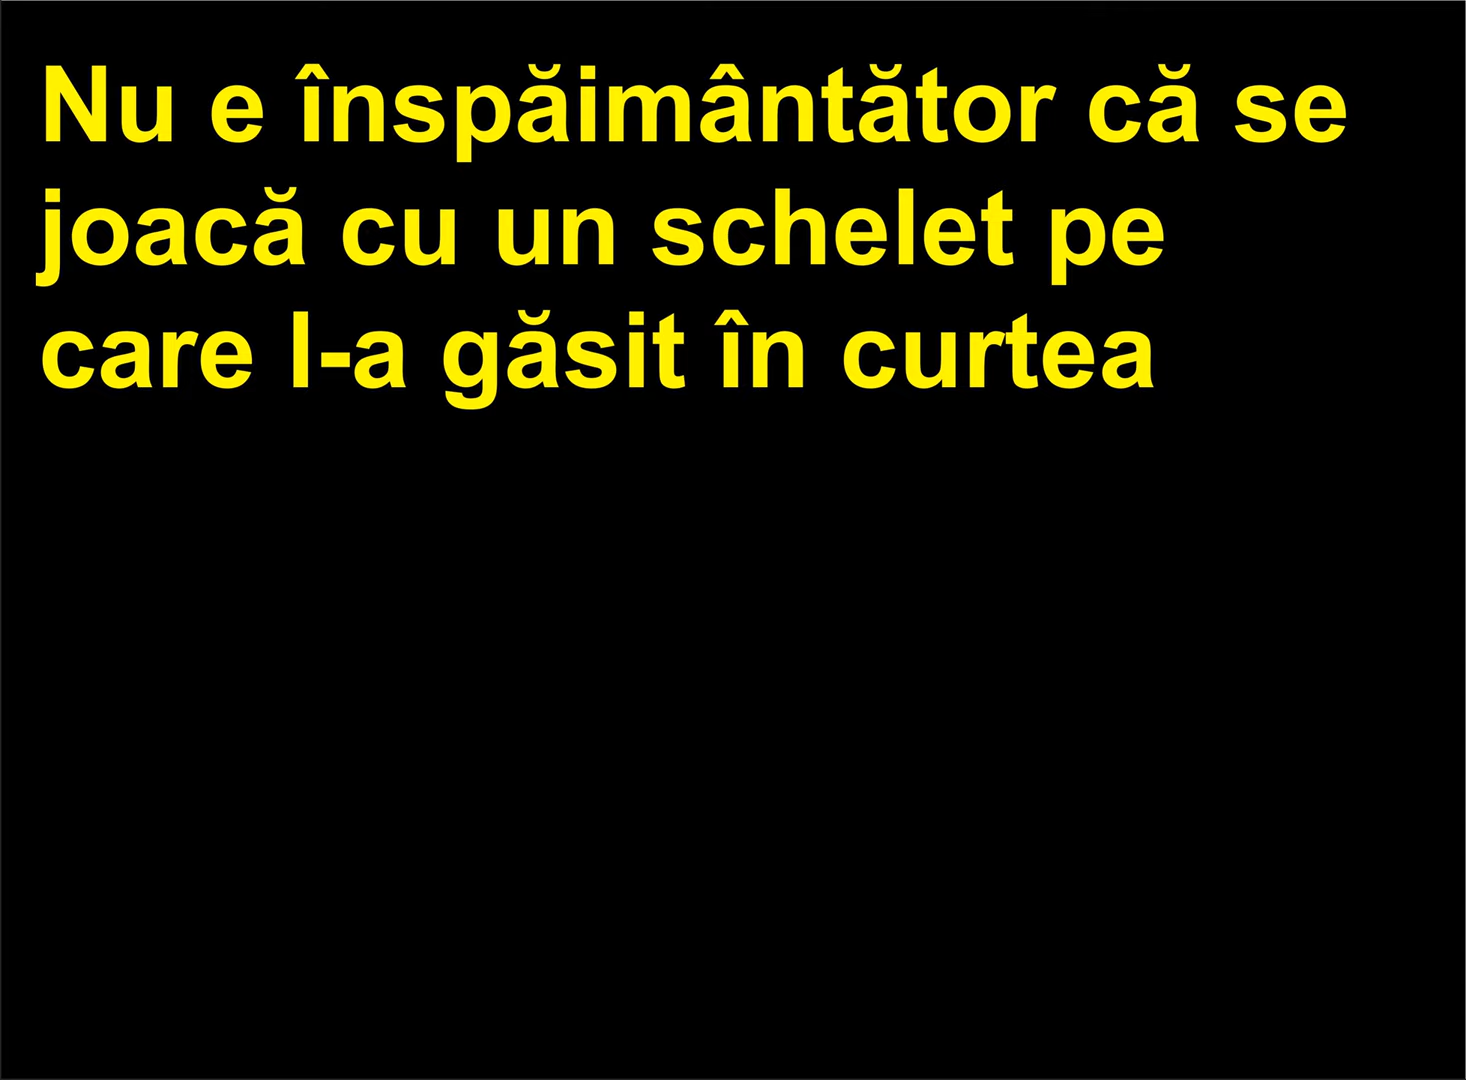 Nu e înspăimântător că se
joacă cu un schelet pe
care l-a găsit în curtea